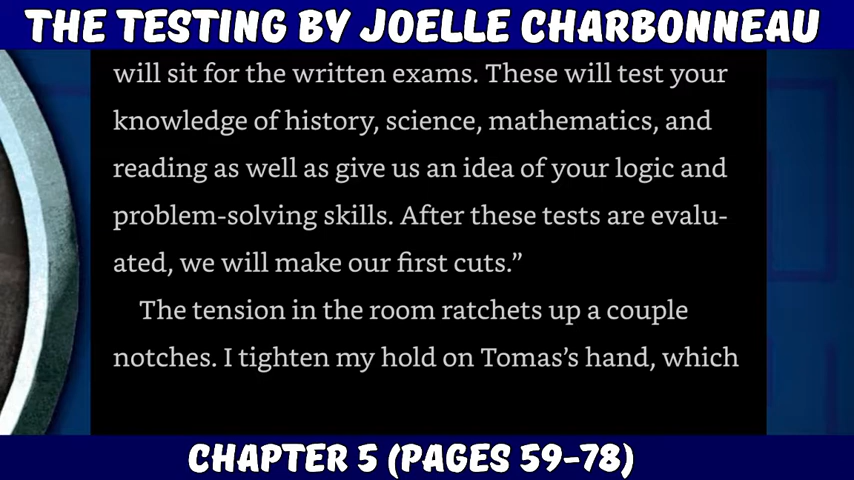 THE TESTING BY JOELLE CHARBONNEAU
will sit for the written exams. These will test your
knowledge of history, science, mathematics, and
reading as well as give us an idea of your logic and
problem-solving skills. After these tests are evalu-
ated, we will make our first cuts.”
The tension in the room ratchets up a couple
notches. I tighten my hold on Tomas’s hand, which
CHAPTER 5 (PAGES 59-78)